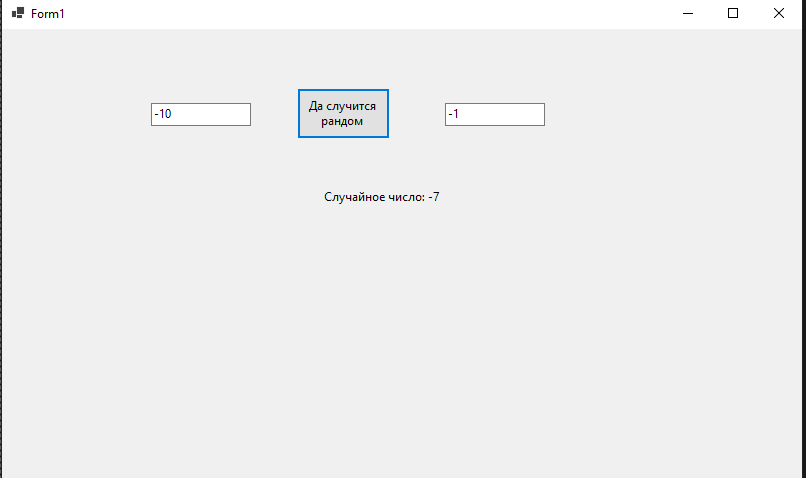 Form1
-10
Да случится
рандом
-1
Случайное число: -7